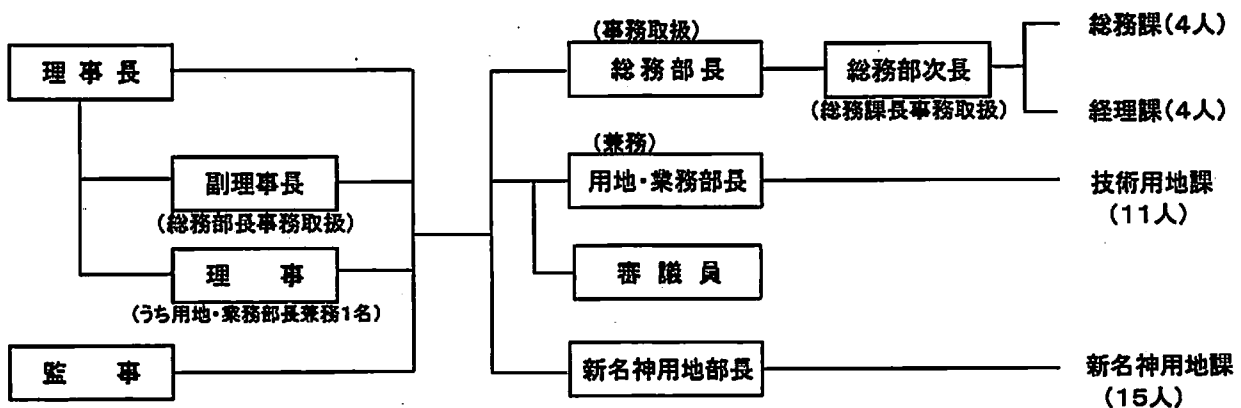 理事長
副理事長
(総務部長事務取扱)
理　事
(うち用地・業務部長兼務1名)
監　事
(事務取扱)
総務部長
総務部次長
(総務課長事務取扱)
総務課(4人)
経理課(4人)
(兼務)
用地・業務部長
技術用地課
(11人)
審議員
新名神用地部長
新名神用地課
(15人)